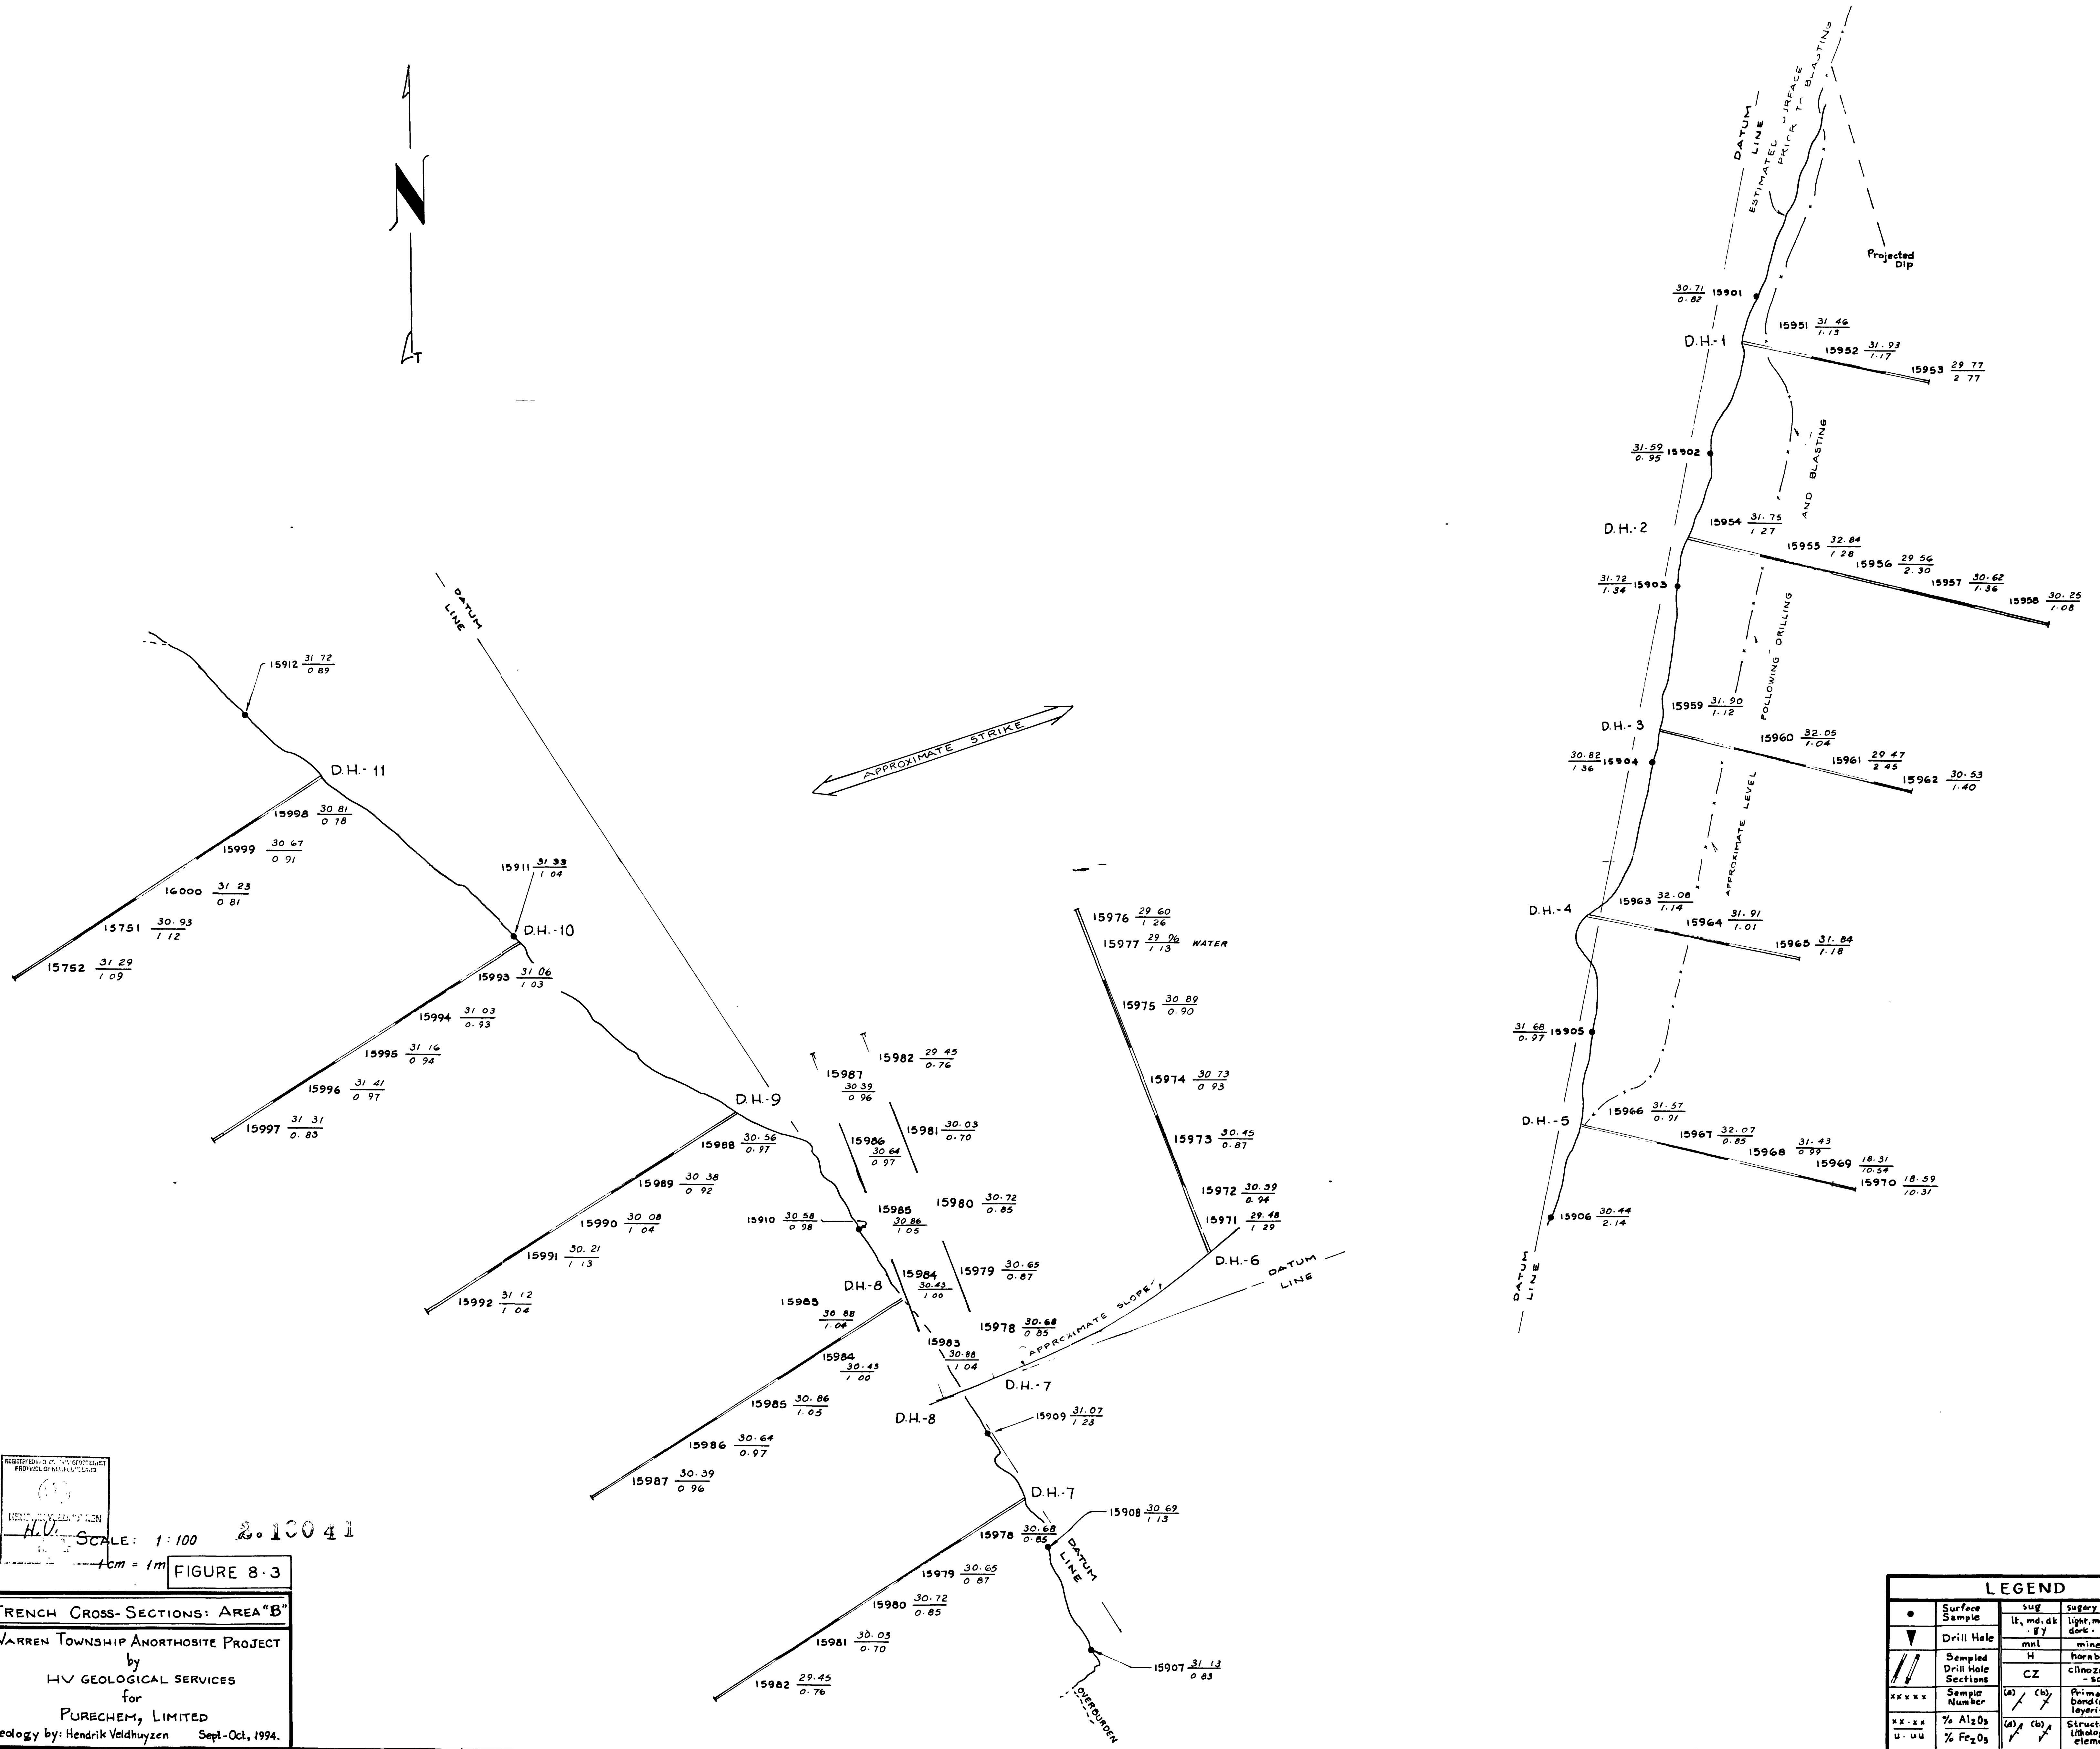 N
T
DATUM
LINE
PRIOR TO BLASTING
Projected
Dip
30.71 15901
0.82
15951 31 46
1.13
D.H.-1
15952 31.93
1.17
15953 29 77
2 77
31.59 15902
0.95
AND BLASTING
15954 31.75
1 27
D.H.-2
15955 32.84
1 28
15956 29 56
2.30
15957 30.62
1.36
15958 30.25
1.08
31.72 15903
1.34
FOLLOWING DRILLING
15959 31.90
1.12
D.H.-3
15960 32.05
1.04
15961 29 47
2 45
15962 30.53
1.40
30.82 15904
1 36
APPROXIMATE LEVEL
15963 32.08
1.14
D.H.-4
15964 31.91
1.01
15965 31.84
1.18
31 68 15905
0.97
15966 31.57
0.91
D.H.-5
15967 32.07
0.85
15968 31.43
0.99
15969 18.31
10.54
15970 18.59
10.31
15906 30.44
2.14
DATUM
LINE
DATUM
LINE
15912 31 72
0 89
APPROXIMATE STRIKE
D.H.-11
15998 30 81
0 78
15999 30 67
0 91
16000 31 23
0 81
15751 30.93
1 12
15752 31 29
1 09
15911
1 04
D.H.-10
15993 31 06
1 03
15994 31 03
0.93
15995 31 16
0 94
15996 31 41
0 97
15997 31 31
0.83
15976 29 60
1 26
15977 29 96 WATER
1 13
15975 30 89
0.90
15974 30 73
0 93
15973 30.45
0.87
15972 30.59
0.94
15971 29.48
1 29
D.H.-6
DATUM
LINE
15982 29 45
0.76
15987
30 39
0 96
15981 30.03
0.70
15986
30 64
0 97
15980 30.72
0.85
15985
30 86
1.05
15979 30.65
0.87
15984
30.43
1.00
15978 30.68
0 85
15983
30.88
1 04
APPROXIMATE SLOPE
D.H.-7
D.H.-8
D.H.-9
15988 30.56
0.97
15989 30 38
0 92
15990 30 08
1 04
15991 30.21
1 13
15992 31 12
1 04
15910 30 58
0 98
D.H.-8
15983
30 88
1.04
15984
30.43
1 00
15985 30.86
1.05
15986 30.64
0.97
15987 30.39
0 96
15909 31.07
1 23
D.H.-7
15908 30 69
1 13
15978 30.68
0.85
15979 30.65
0 87
15980 30.72
0.85
15981 30.03
0.70
15982 29.45
0.76
DATUM
LINE
15907 31 13
0 83
OVERBURDEN
H.V.
SCALE: 1:100
1 cm = 1 m
FIGURE 8.3
TRENCH CROSS-SECTIONS: AREA "B"
WARREN TOWNSHIP ANORTHOSITE PROJECT
by
HV GEOLOGICAL SERVICES
for
PURECHEM, LIMITED
eology by: Hendrik Veldhuyzen Sept-Oct, 1994.
LEGEND
Surface Sample
Drill Hole
Sampled Drill Hole Sections
xxxxx Sample Number
xx.xx % Al2O3
u.uu % Fe2O3
sug sugary
lt, md, dk
gy
mnl
H
CZ
(a) (b)
(a) (b)